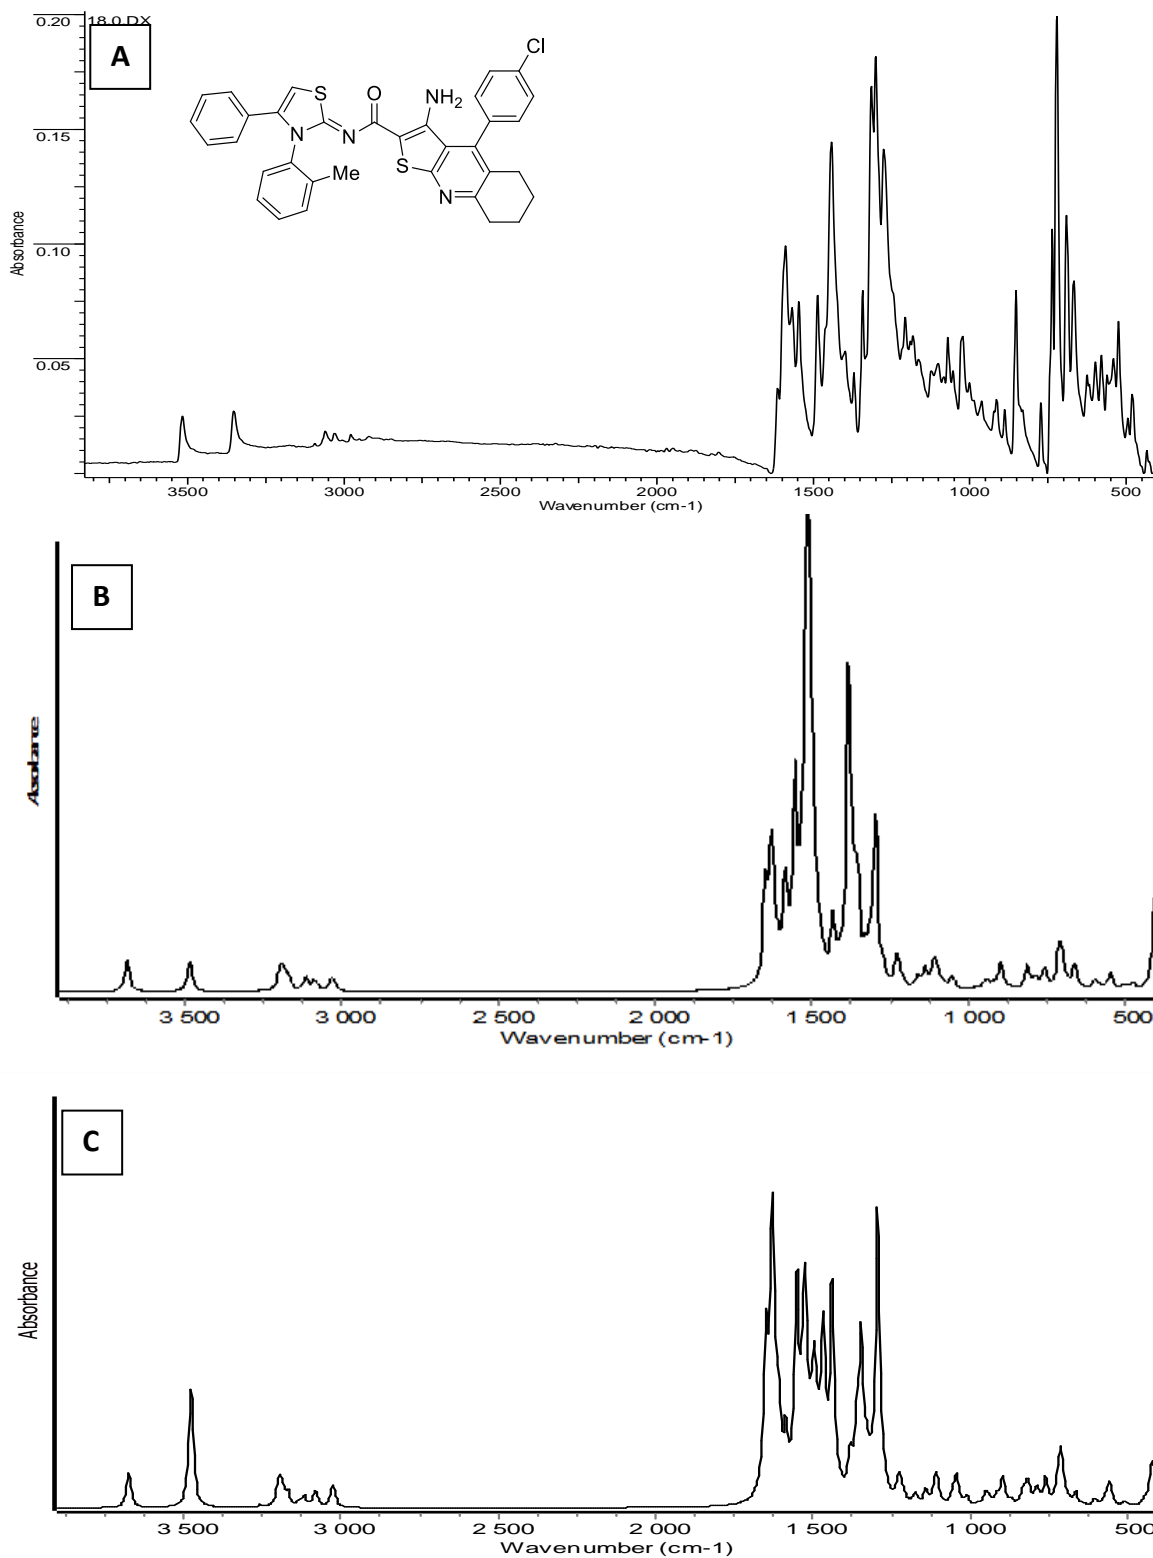 0.20
18.0 DX
A
Cl
S
O
NH2
N
N
Me
S
N
0.15
0.10
0.05
Absorbance
3500 3000 2500 2000 1500 1000 500
Wavenumber (cm-1)
B
3 500 3 000 2 500 2 000 1 500 1 000 500
Wavenumber (cm-1)
C
Absorbance
3 500 3 000 2 500 2 000 1 500 1 000 500
Wavenumber (cm-1)